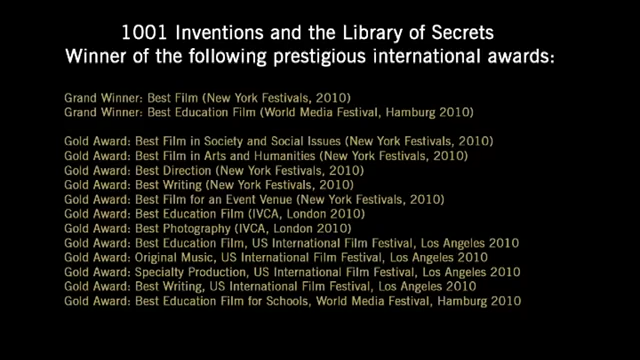 1001 Inventions and the Library of Secrets
Winner of the following prestigious international awards:
Grand Winner: Best Film (New York Festivals, 2010)
Grand Winner: Best Education Film (World Media Festival, Hamburg 2010)
Gold Award: Best Film in Society and Social Issues (New York Festivals, 2010)
Gold Award: Best Film in Arts and Humanities (New York Festivals, 2010)
Gold Award: Best Direction (New York Festivals, 2010)
Gold Award: Best Writing (New York Festivals, 2010)
Gold Award: Best Film for an Event Venue (New York Festivals, 2010)
Gold Award: Best Education Film (IVCA, London 2010)
Gold Award: Best Photography (IVCA, London 2010)
Gold Award: Best Education Film, US International Film Festival, Los Angeles 2010
Gold Award: Original Music, US International Film Festival, Los Angeles 2010
Gold Award: Specialty Production, US International Film Festival, Los Angeles 2010
Gold Award: Best Writing, US International Film Festival, Los Angeles 2010
Gold Award: Best Education Film for Schools, World Media Festival, Hamburg 2010